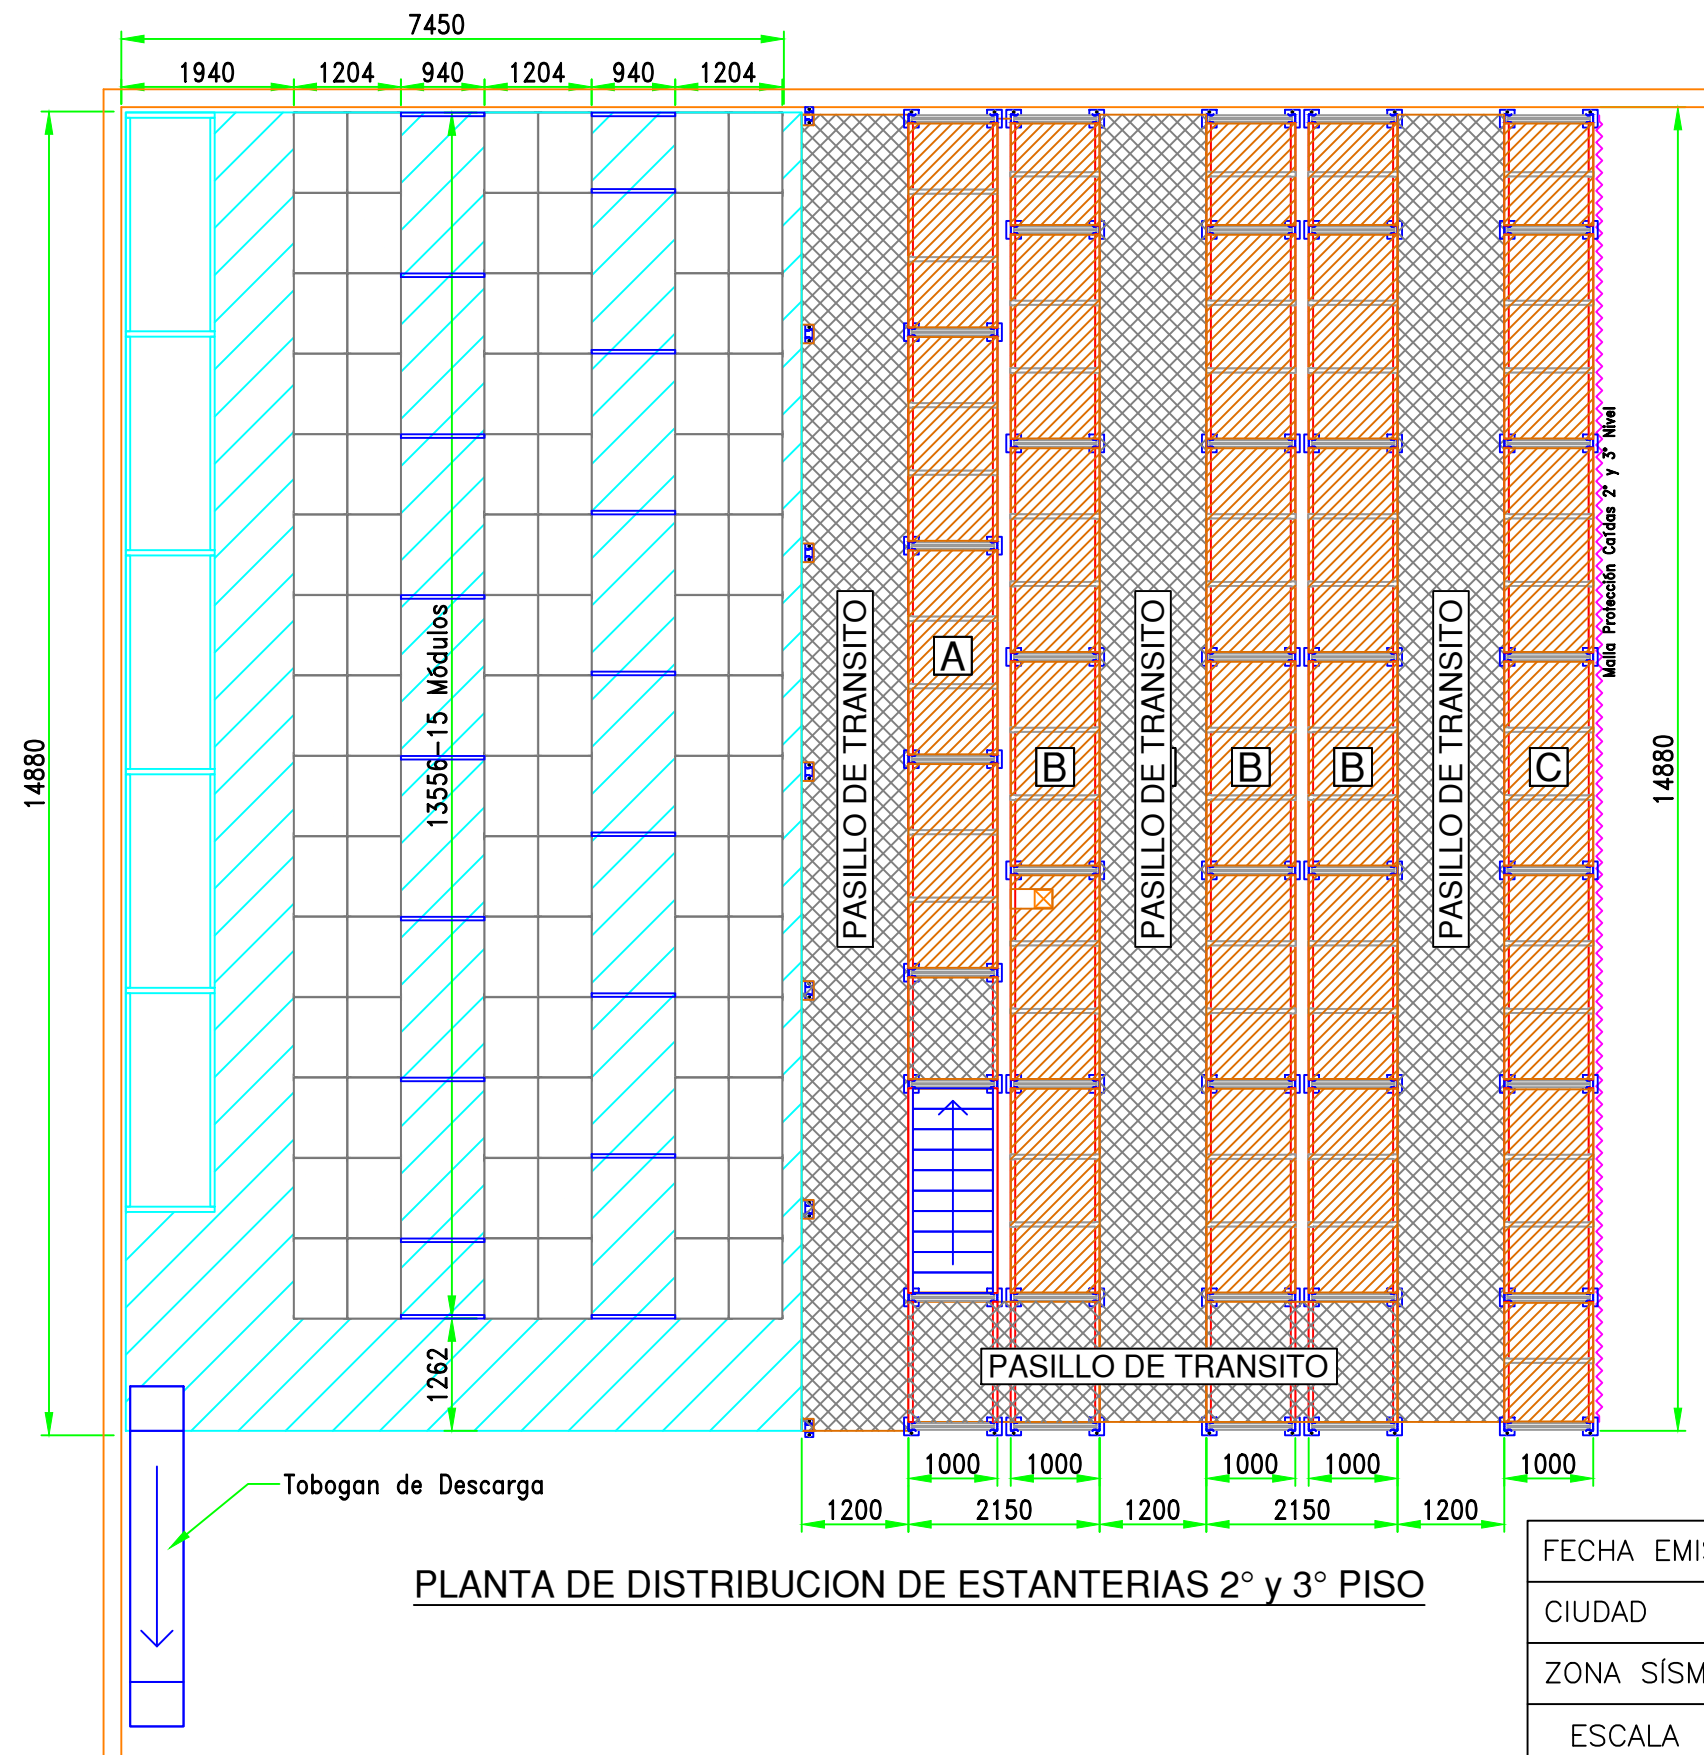 7450
1940
1204
940
1204
940
1204
14880
13556-15 Módulos
1262
PASILLO DE TRANSITO
A
B
PASILLO DE TRANSITO
B
B
PASILLO DE TRANSITO
C
Malla Protección Caídas 2° y 3° Nivel
14880
PASILLO DE TRANSITO
1000
1000
1000
1000
1000
1200
2150
1200
2150
1200
Tobogan de Descarga
PLANTA DE DISTRIBUCION DE ESTANTERIAS 2° y 3° PISO
FECHA EMIS
CIUDAD
ZONA SÍSM
ESCALA